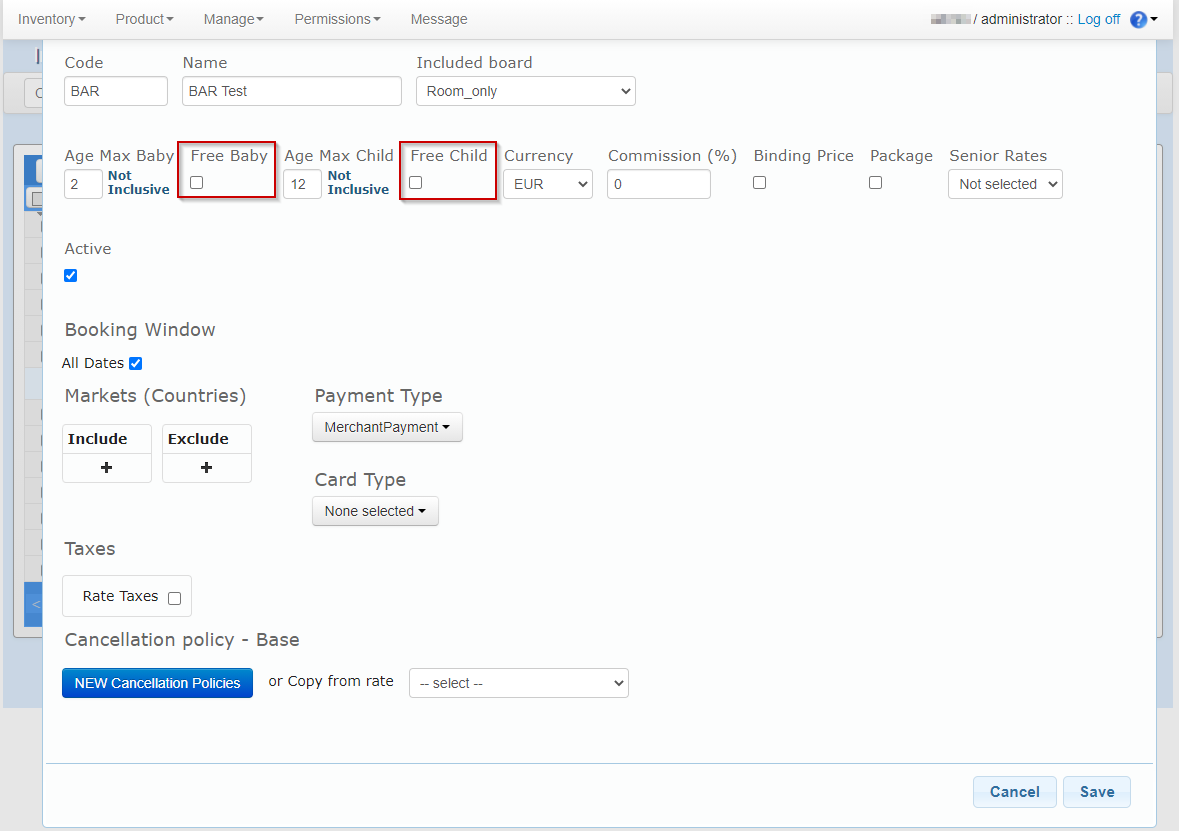 Inventory Product Manage Permissions Message / administrator :: Log off ?
Code Name Included board
BAR BAR Test Room_only
Age Max Baby Free Baby Age Max Child Free Child Currency Commission (%) Binding Price Package Senior Rates
2 Not Inclusive 12 Not Inclusive EUR 0 Not selected
Active
Booking Window
All Dates
Markets (Countries) Payment Type
MerchantPayment
Include Exclude
+ +
Card Type
None selected
Taxes
Rate Taxes
Cancellation policy - Base
NEW Cancellation Policies or Copy from rate -- select --
<
Cancel Save